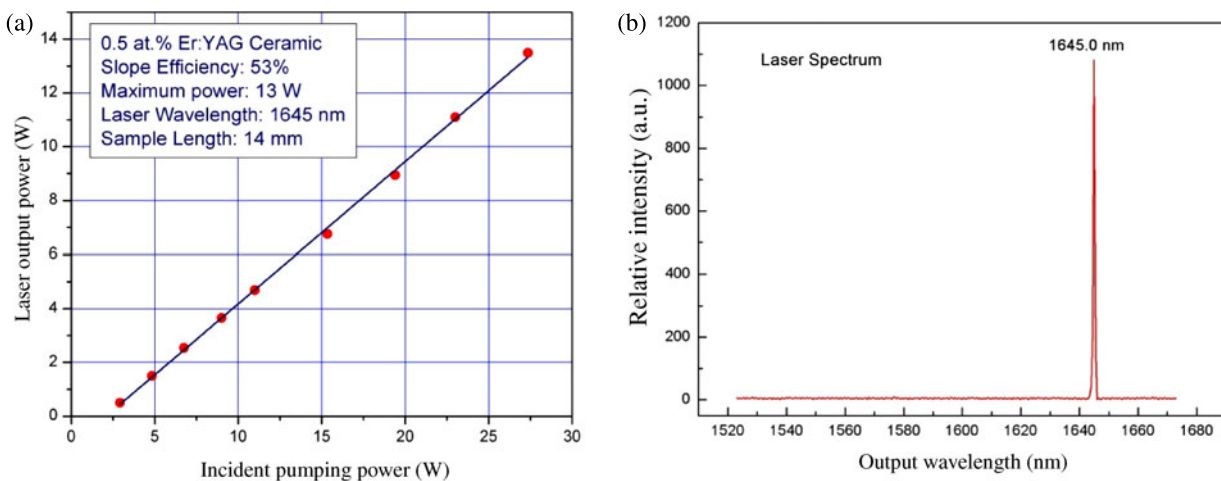 (a)
0.5 at.% Er:YAG Ceramic
Slope Efficiency: 53%
Maximum power: 13 W
Laser Wavelength: 1645 nm
Sample Length: 14 mm
14
12
10
8
6
4
2
0
Laser output power (W)
0 5 10 15 20 25 30
Incident pumping power (W)
(b)
1645.0 nm
Laser Spectrum
1200
1000
800
600
400
200
0
Relative intensity (a.u.)
1520 1540 1560 1580 1600 1620 1640 1660 1680
Output wavelength (nm)